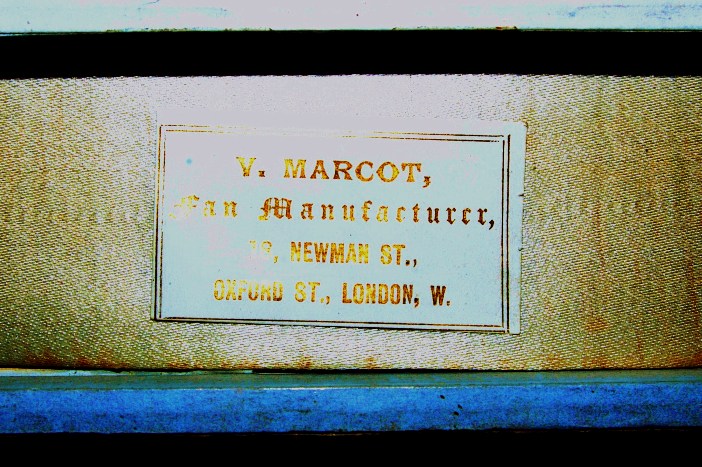 V. MARCOT,
Fan Manufacturer,
NEWMAN ST.,
OXFORD ST., LONDON, W.